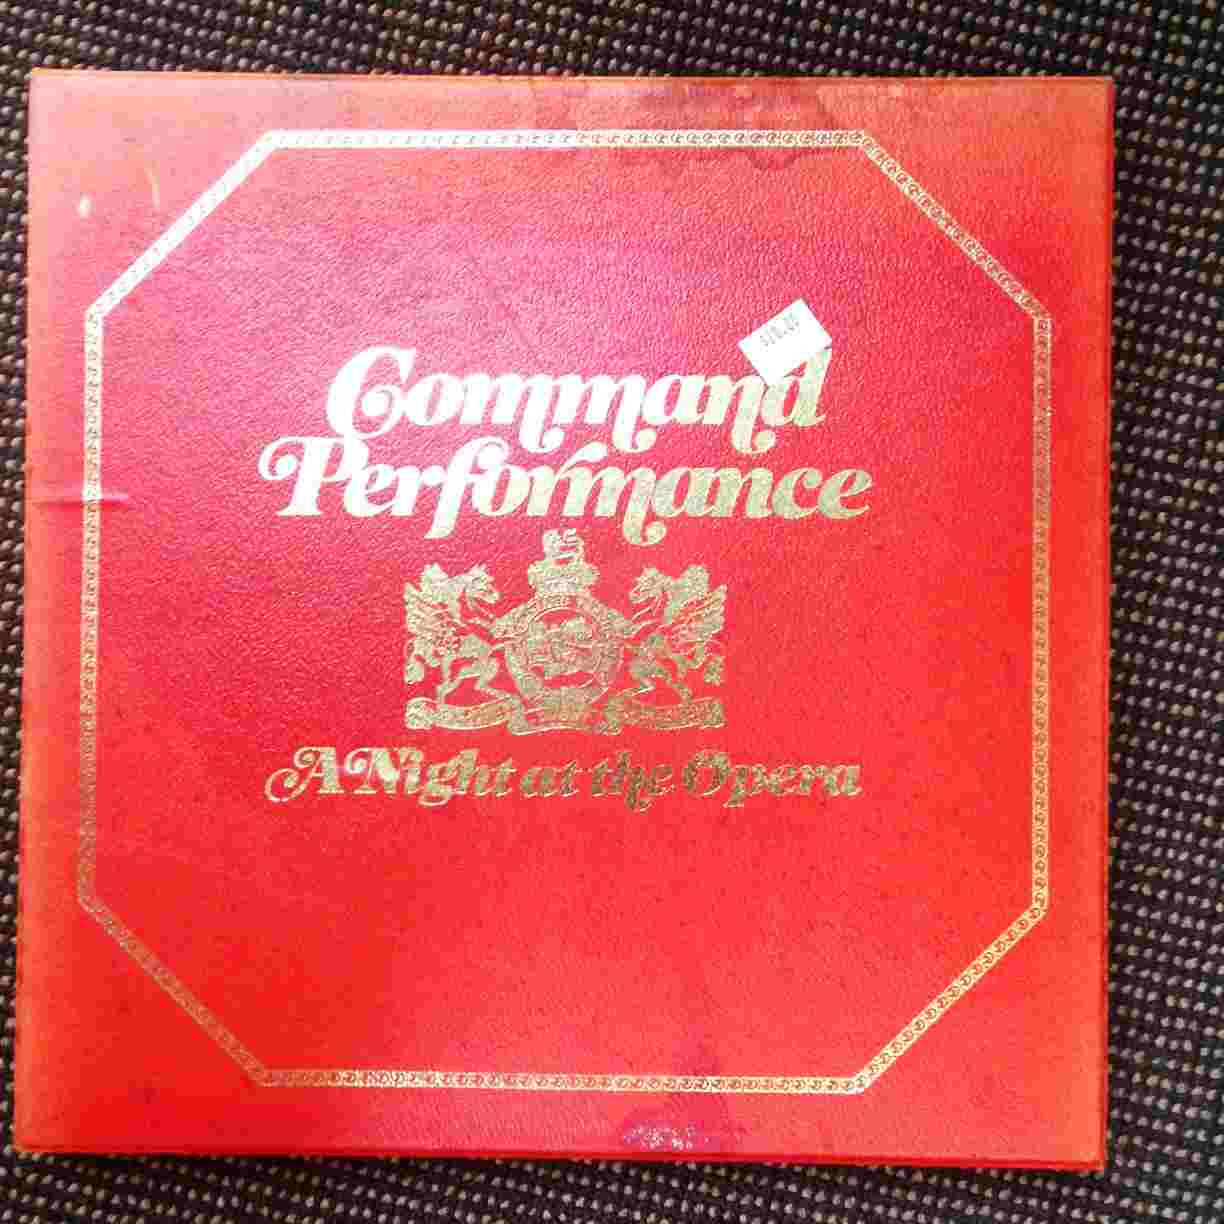 Command
Performance
A Night at the Opera